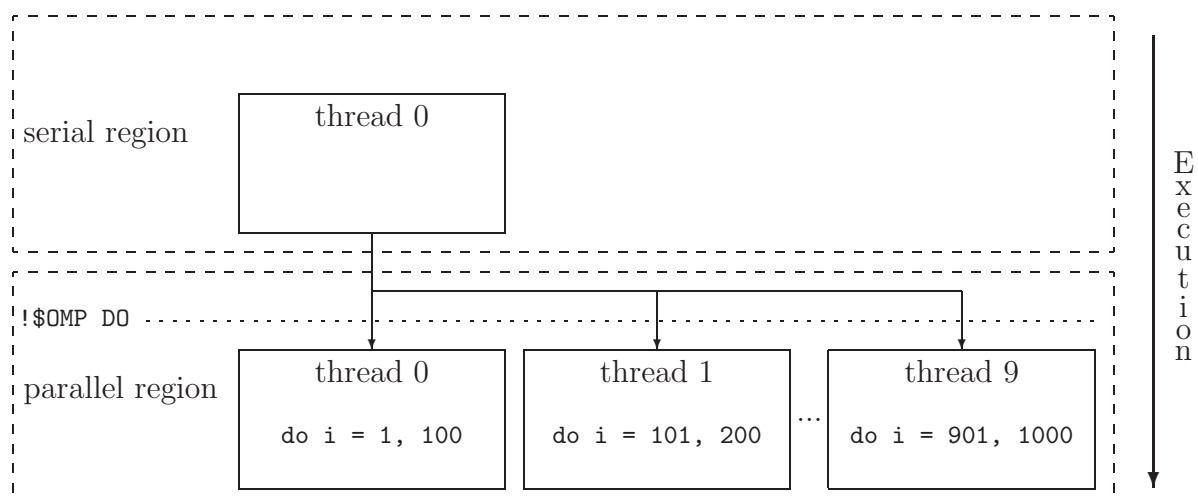 thread 0
serial region
Execution
!$OMP DO
thread 0
thread 1
thread 9
parallel region
do i = 1, 100
do i = 101, 200
...
do i = 901, 1000